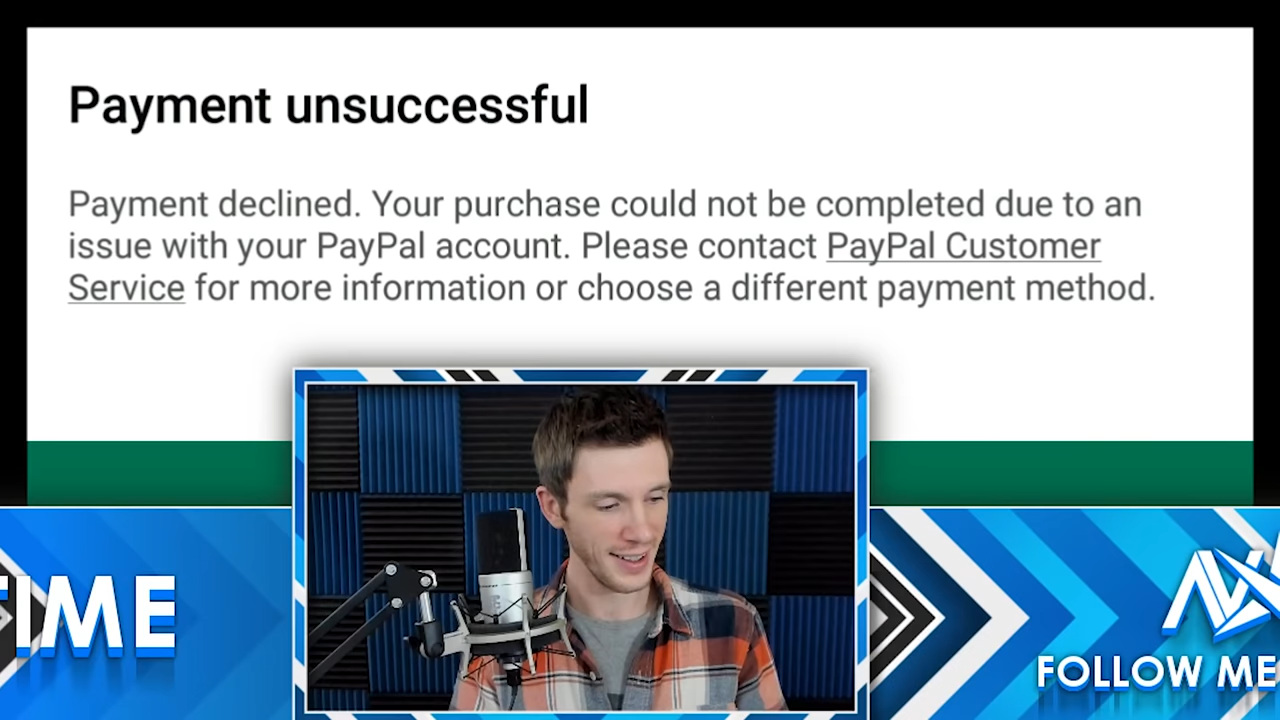 Payment unsuccessful
Payment declined. Your purchase could not be completed due to an
issue with your PayPal account. Please contact PayPal Customer
Service for more information or choose a different payment method.
TIME
FOLLOW ME